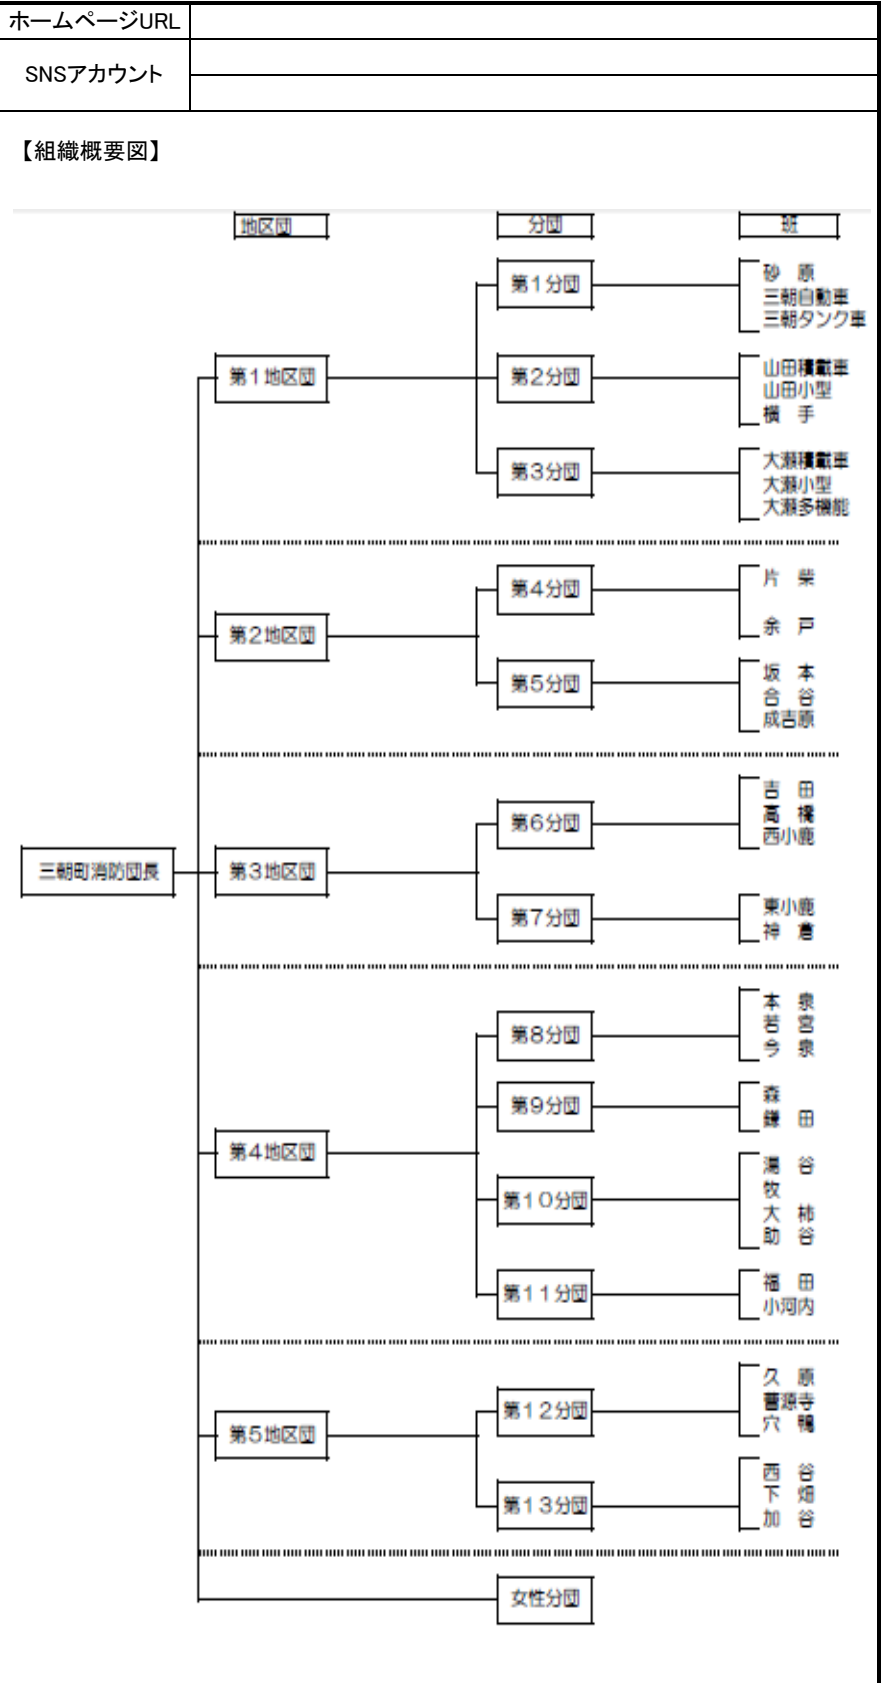 ホームページURL
SNSアカウント
【組織概要図】
地区団 分団 班
第1分団
砂 原
三朝自動車
三朝タンク車
第1地区団
第2分団
山田積載車
山田小型
横 手
第3分団
大瀬積載車
大瀬小型
大瀬多機能
第2地区団
第4分団
片 柴
余 戸
第5分団
坂 本
合 谷
成吉原
三朝町消防団長
第3地区団
第6分団
吉 田
高 橋
西小鹿
第7分団
東小鹿
神 倉
第4地区団
第8分団
本 泉
若 宮
今 泉
第9分団
森
鎌 田
第10分団
湯 谷
牧
大 柿
助 谷
第11分団
福 田
小河内
第5地区団
第12分団
久 原
曹源寺
穴 鴨
第13分団
西 谷
下 畑
加 谷
女性分団